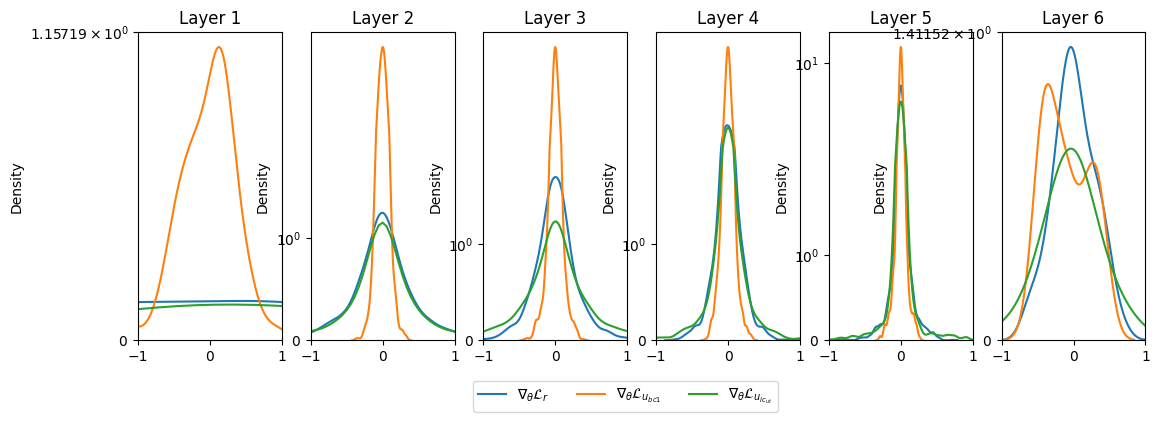 Layer 1 Layer 2 Layer 3 Layer 4 Layer 5 Layer 6
1.15719 × 10⁰ 1.41152 × 10⁰
10¹
Density Density Density Density Density Density
10⁰ 10⁰ 10⁰ 10⁰
0 0 0 0 0 0
−1 0 1 −1 0 1 −1 0 1 −1 0 1 −1 0 1 −1 0 1
∇θℒr ∇θℒu_bc1 ∇θℒu_ic_ut